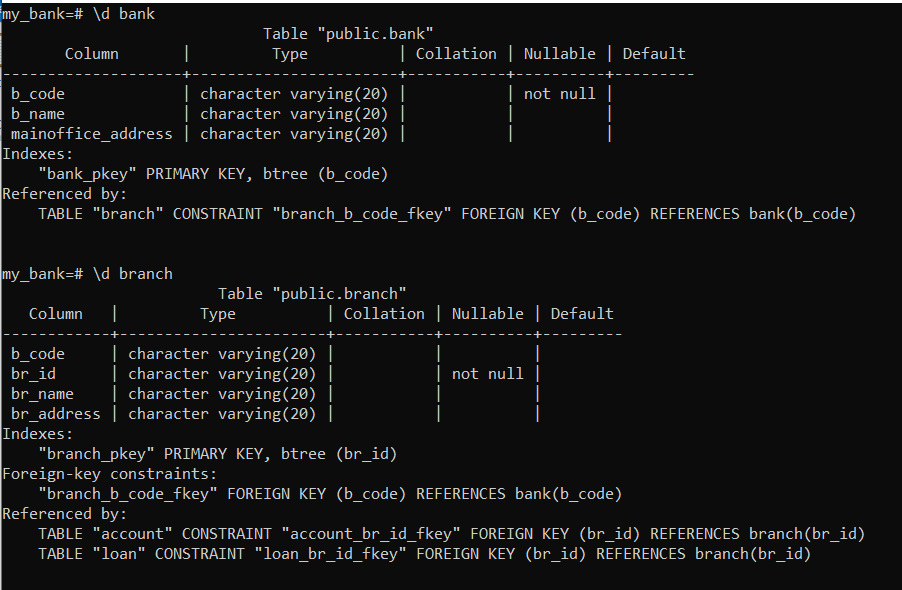 my_bank=# \d bank
                             Table "public.bank"
       Column       |         Type          | Collation | Nullable | Default
--------------------+-----------------------+-----------+----------+---------
 b_code             | character varying(20) |           | not null |
 b_name             | character varying(20) |           |          |
 mainoffice_address | character varying(20) |           |          |
Indexes:
    "bank_pkey" PRIMARY KEY, btree (b_code)
Referenced by:
    TABLE "branch" CONSTRAINT "branch_b_code_fkey" FOREIGN KEY (b_code) REFERENCES bank(b_code)
my_bank=# \d branch
                        Table "public.branch"
   Column   |         Type          | Collation | Nullable | Default
------------+-----------------------+-----------+----------+---------
 b_code     | character varying(20) |           |          |
 br_id      | character varying(20) |           | not null |
 br_name    | character varying(20) |           |          |
 br_address | character varying(20) |           |          |
Indexes:
    "branch_pkey" PRIMARY KEY, btree (br_id)
Foreign-key constraints:
    "branch_b_code_fkey" FOREIGN KEY (b_code) REFERENCES bank(b_code)
Referenced by:
    TABLE "account" CONSTRAINT "account_br_id_fkey" FOREIGN KEY (br_id) REFERENCES branch(br_id)
    TABLE "loan" CONSTRAINT "loan_br_id_fkey" FOREIGN KEY (br_id) REFERENCES branch(br_id)